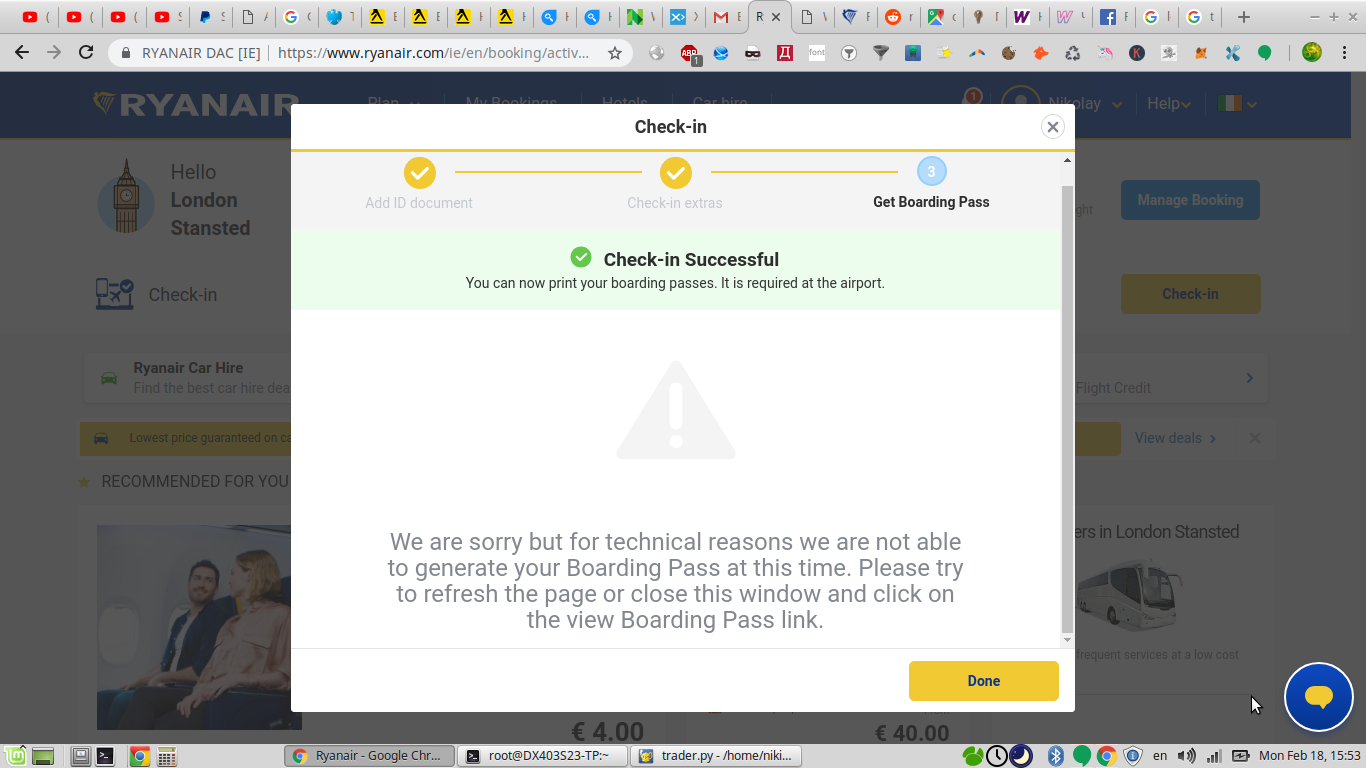 RYANAIR DAC [IE] https://www.ryanair.com/ie/en/booking/activ...
ABP
1
font
RYANAIR
Plan
My Bookings
Hotels
Car hire
1
Nikolay
Help
Check-in
Hello
London
Stansted
Manage Booking
Add ID document
Check-in extras
3
Get Boarding Pass
Check-in Successful
You can now print your boarding passes. It is required at the airport.
Check-in
Check-in
Ryanair Car Hire
Find the best car hire dea
Flight Credit
Lowest price guaranteed on ca
View deals
RECOMMENDED FOR YOU
ers in London Stansted
We are sorry but for technical reasons we are not able
to generate your Boarding Pass at this time. Please try
to refresh the page or close this window and click on
the view Boarding Pass link.
frequent services at a low cost
Done
€ 4.00
€ 40.00
Ryanair - Google Chr...
root@DX403S23-TP:~
trader.py - /home/niki...
en
Mon Feb 18, 15:53